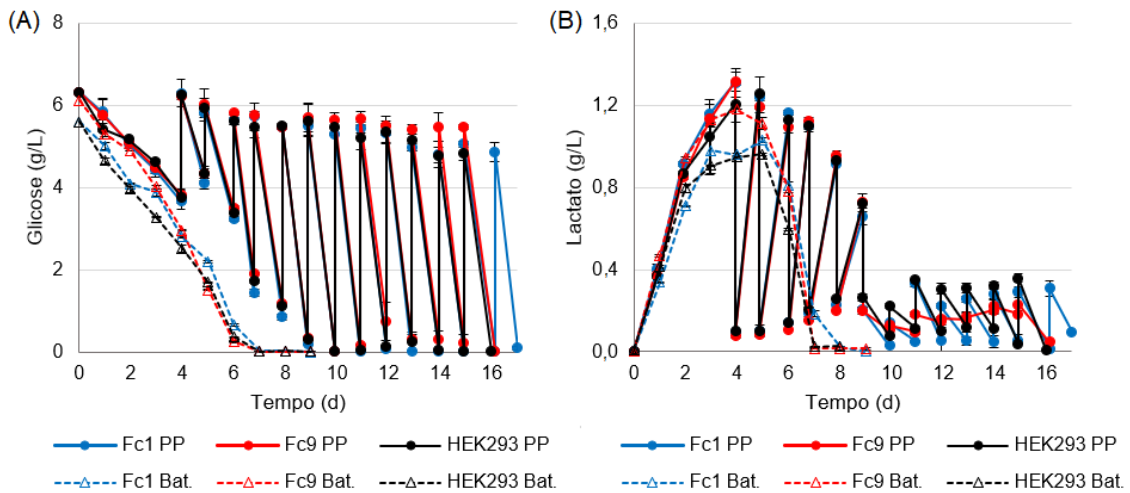 (A)
Glicose (g/L)
8
6
4
2
0
0 2 4 6 8 10 12 14 16
Tempo (d)
Fc1 PP Fc9 PP HEK293 PP
Fc1 Bat. Fc9 Bat. HEK293 Bat.
(B)
Lactato (g/L)
1,6
1,2
0,8
0,4
0,0
0 2 4 6 8 10 12 14 16
Tempo (d)
Fc1 PP Fc9 PP HEK293 PP
Fc1 Bat. Fc9 Bat. HEK293 Bat.